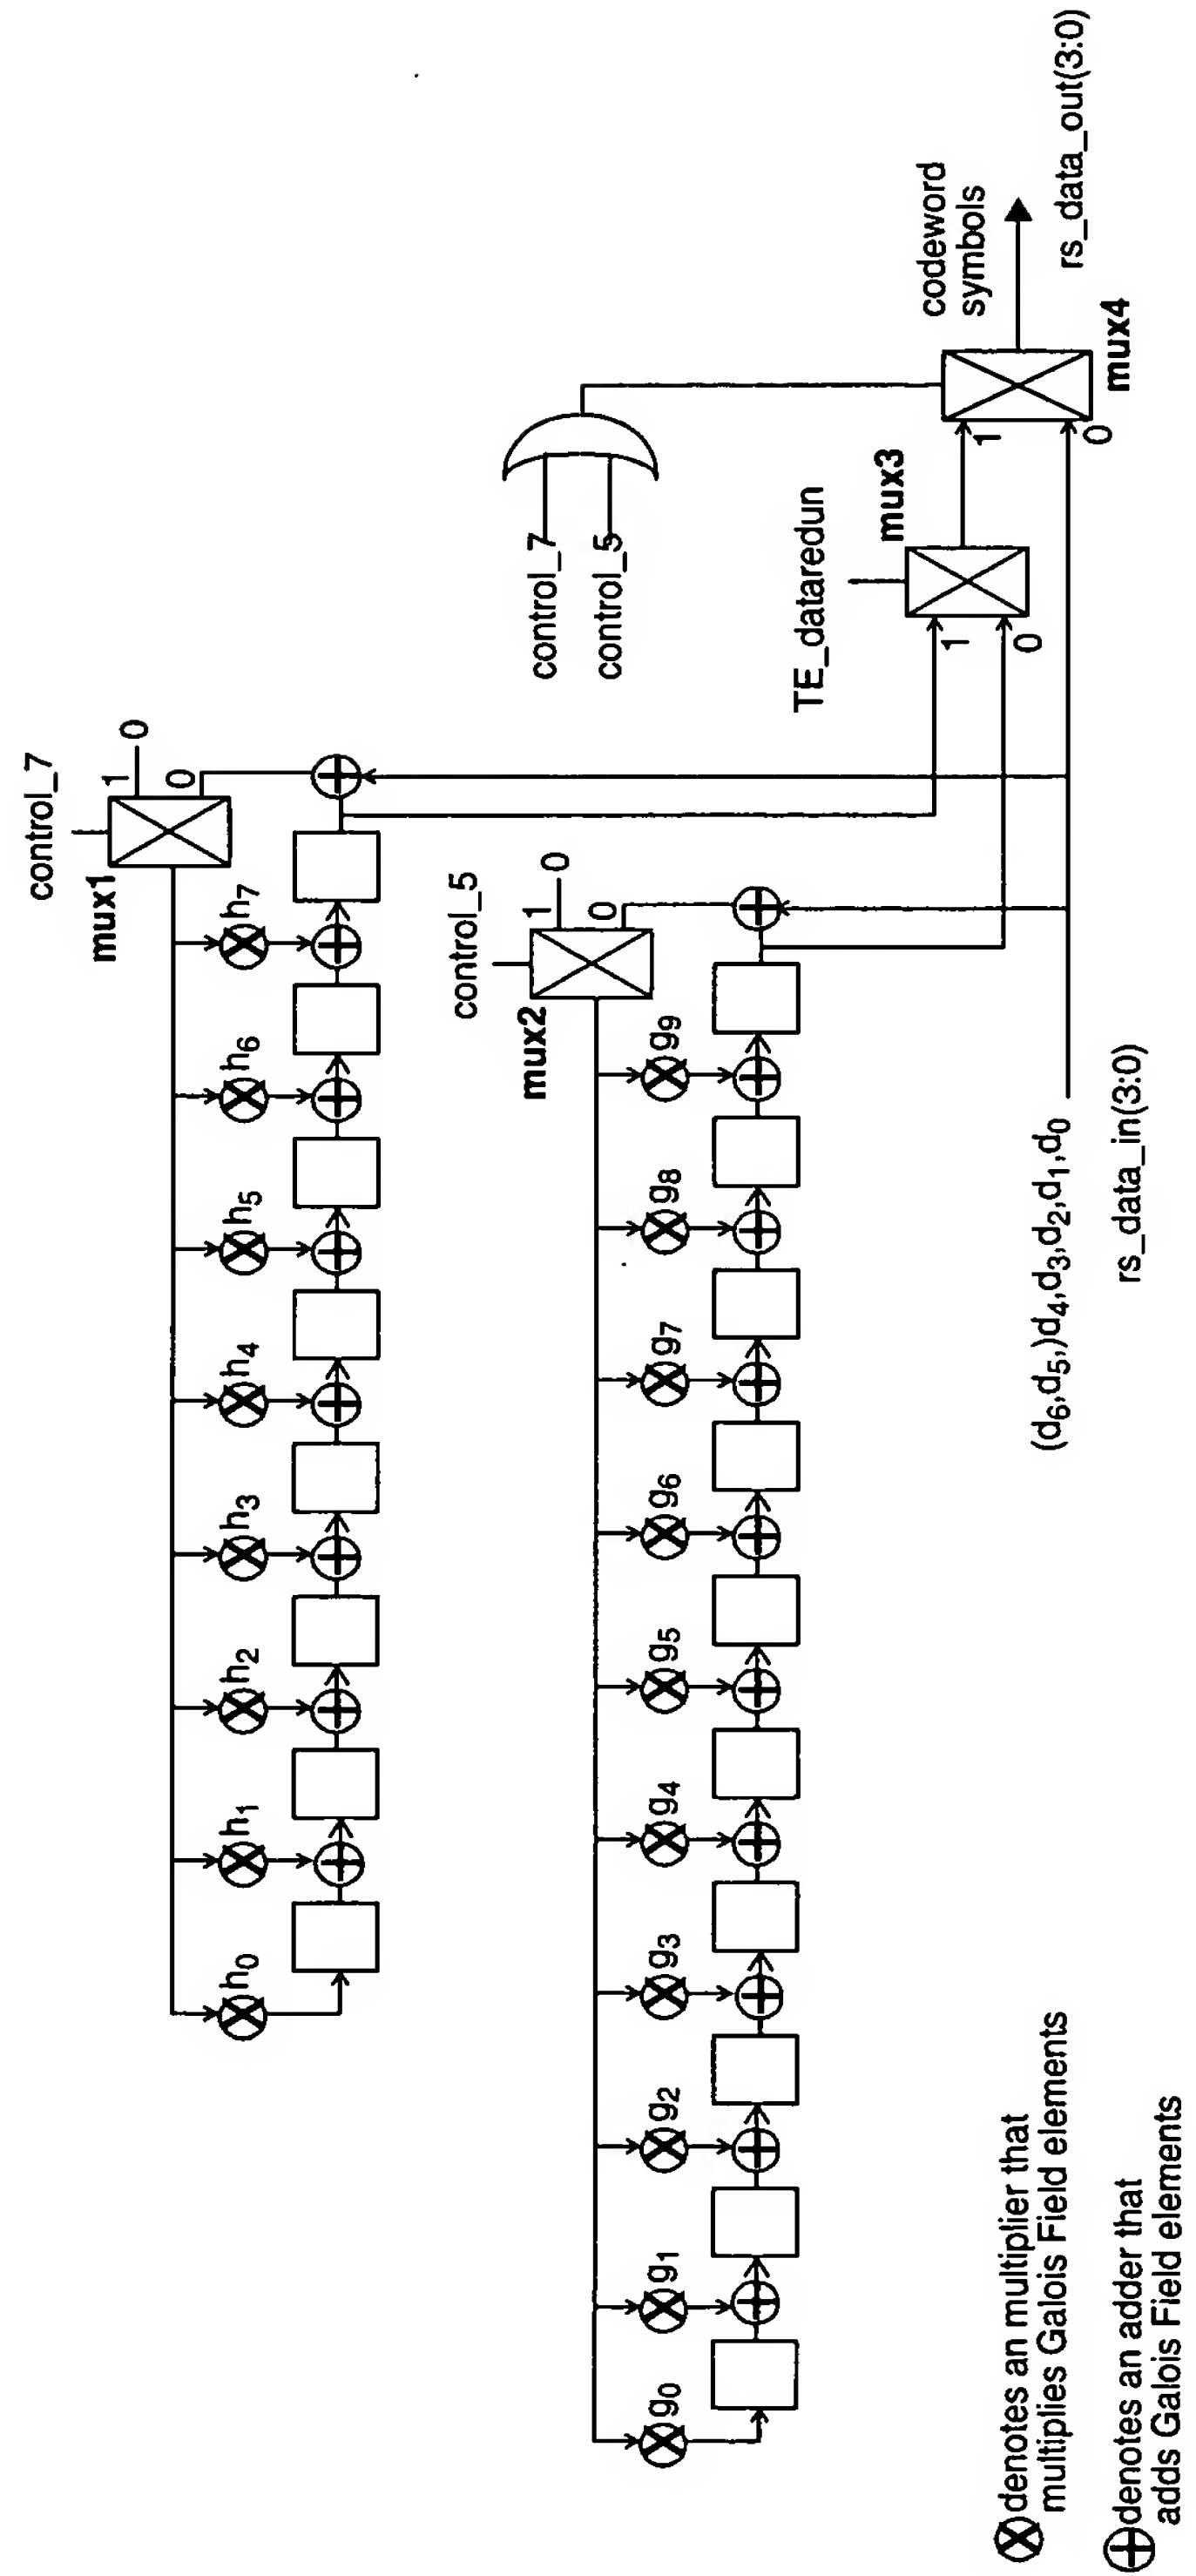 control_7
1
0
0
mux1
h0
h1
h2
h3
h4
h5
h6
h7
control_5
1
0
0
mux2
g0
g1
g2
g3
g4
g5
g6
g7
g8
g9
control_7
control_5
TE_dataredun
mux3
1
0
codeword
symbols
1
0
mux4
rs_data_out(3:0)
(d6,d5,)d4,d3,d2,d1,d0
rs_data_in(3:0)
denotes an multiplier that
multiplies Galois Field elements
denotes an adder that
adds Galois Field elements